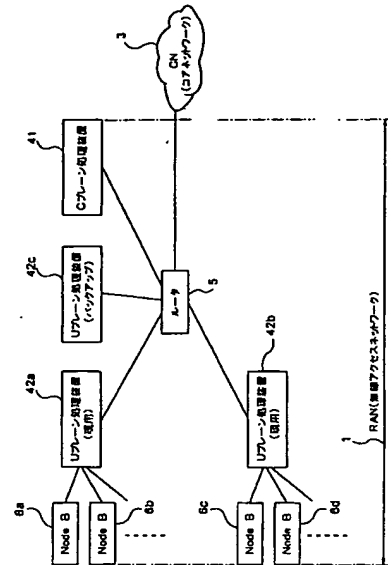 3
CN
(コアネットワーク)
41
Cプレーン処理装置
42c
Uプレーン処理装置
(バックアップ)
42a
Uプレーン処理装置
(現用)
ルータ
5
42b
Uプレーン処理装置
(現用)
6a
Node B
Node B
6b
6c
Node B
Node B
6d
1
RAN(無線アクセスネットワーク)